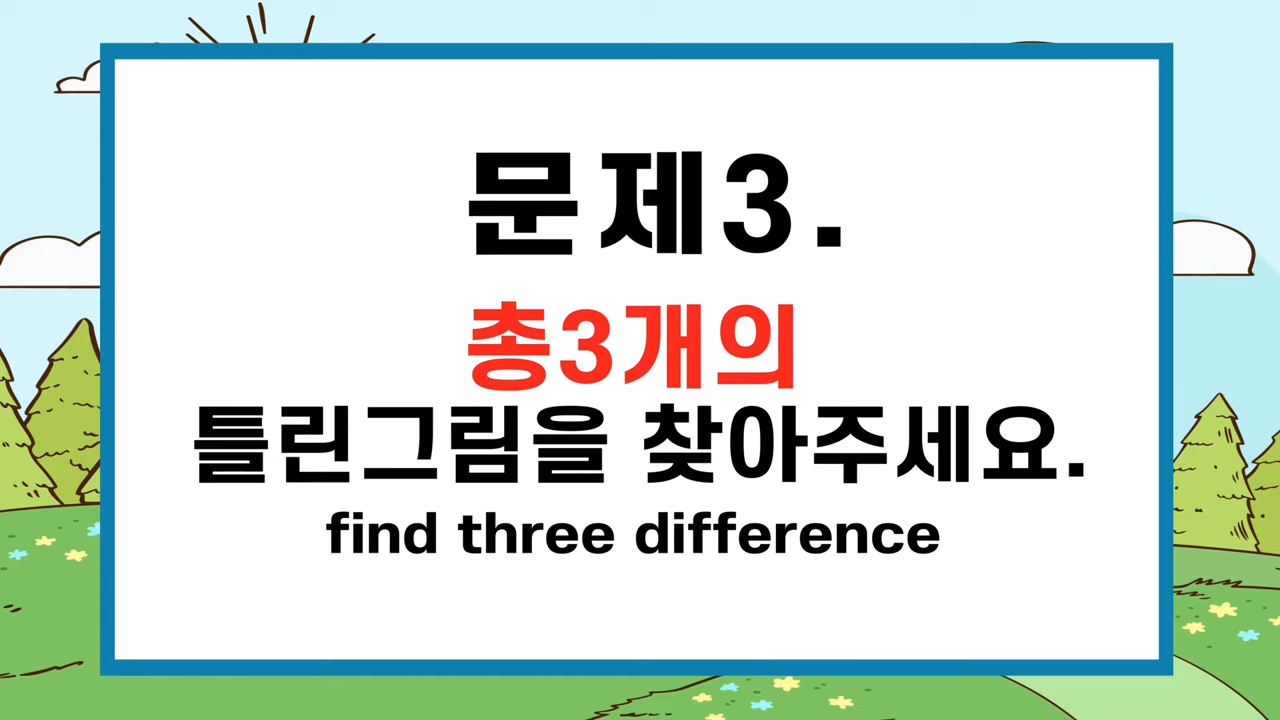 문제3.
총3개의
틀린그림을 찾아주세요.
find three difference